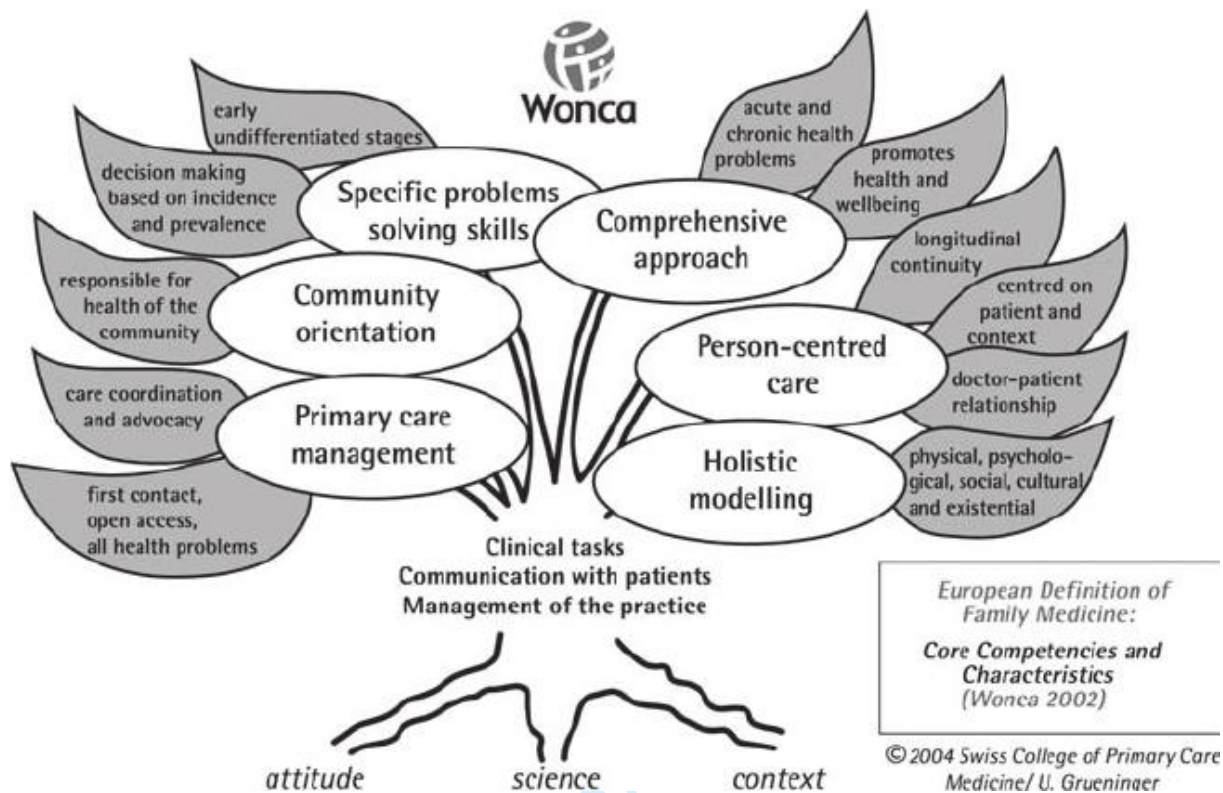 Wonca
early
undifferentiated stages
decision making
based on incidence
and prevalence
responsible for
health of the
community
care coordination
and advocacy
first contact,
open access,
all health problems
Specific problems
solving skills
Community
orientation
Primary care
management
Comprehensive
approach
Person-centred
care
Holistic
modelling
acute and
chronic health
problems
promotes
health and
wellbeing
longitudinal
continuity
centred on
patient and
context
doctor-patient
relationship
physical, psycholo-
gical, social, cultural
and existential
Clinical tasks
Communication with patients
Management of the practice
attitude
science
context
European Definition of
Family Medicine:
Core Competencies and
Characteristics
(Wonca 2002)
© 2004 Swiss College of Primary Care
Medicine/ U. Grueninger